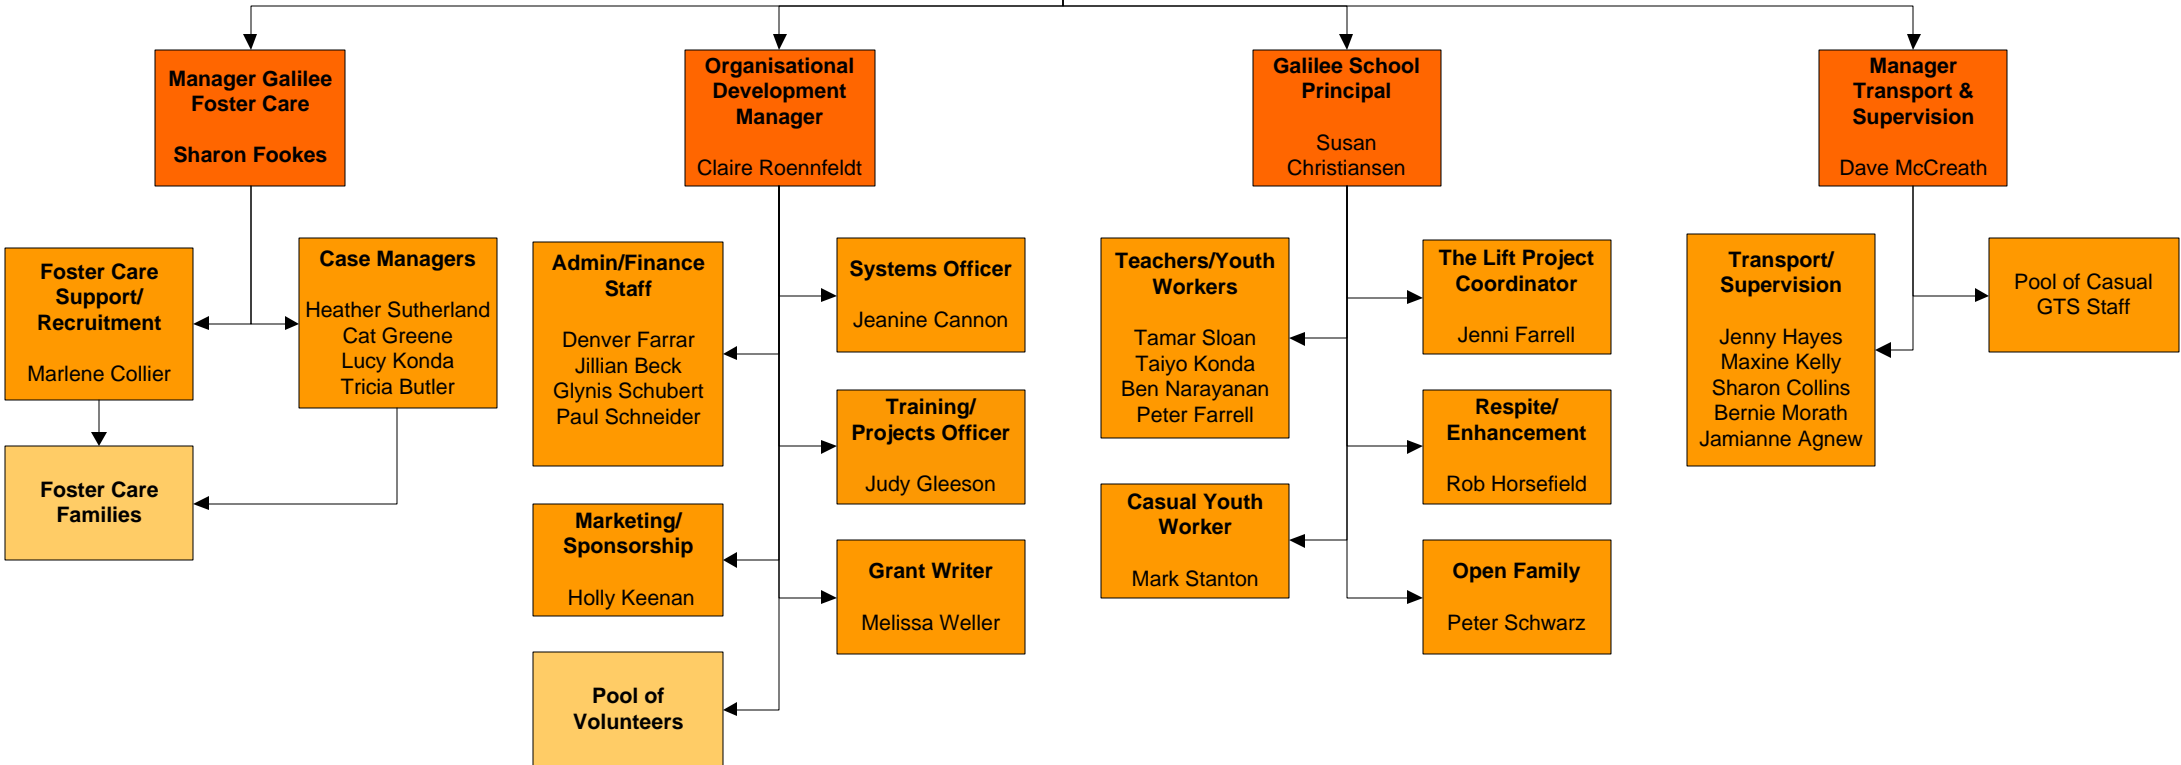 Manager Galilee
Foster Care
Sharon Fookes
Organisational
Development
Manager
Claire Roennfeldt
Galilee School
Principal
Susan
Christiansen
Manager
Transport &
Supervision
Dave McCreath
Foster Care
Support/
Recruitment
Marlene Collier
Case Managers
Heather Sutherland
Cat Greene
Lucy Konda
Tricia Butler
Foster Care
Families
Admin/Finance
Staff
Denver Farrar
Jillian Beck
Glynis Schubert
Paul Schneider
Systems Officer
Jeanine Cannon
Training/
Projects Officer
Judy Gleeson
Marketing/
Sponsorship
Holly Keenan
Grant Writer
Melissa Weller
Pool of
Volunteers
Teachers/Youth
Workers
Tamar Sloan
Taiyo Konda
Ben Narayanan
Peter Farrell
The Lift Project
Coordinator
Jenni Farrell
Respite/
Enhancement
Rob Horsefield
Casual Youth
Worker
Mark Stanton
Open Family
Peter Schwarz
Transport/
Supervision
Jenny Hayes
Maxine Kelly
Sharon Collins
Bernie Morath
Jamianne Agnew
Pool of Casual
GTS Staff